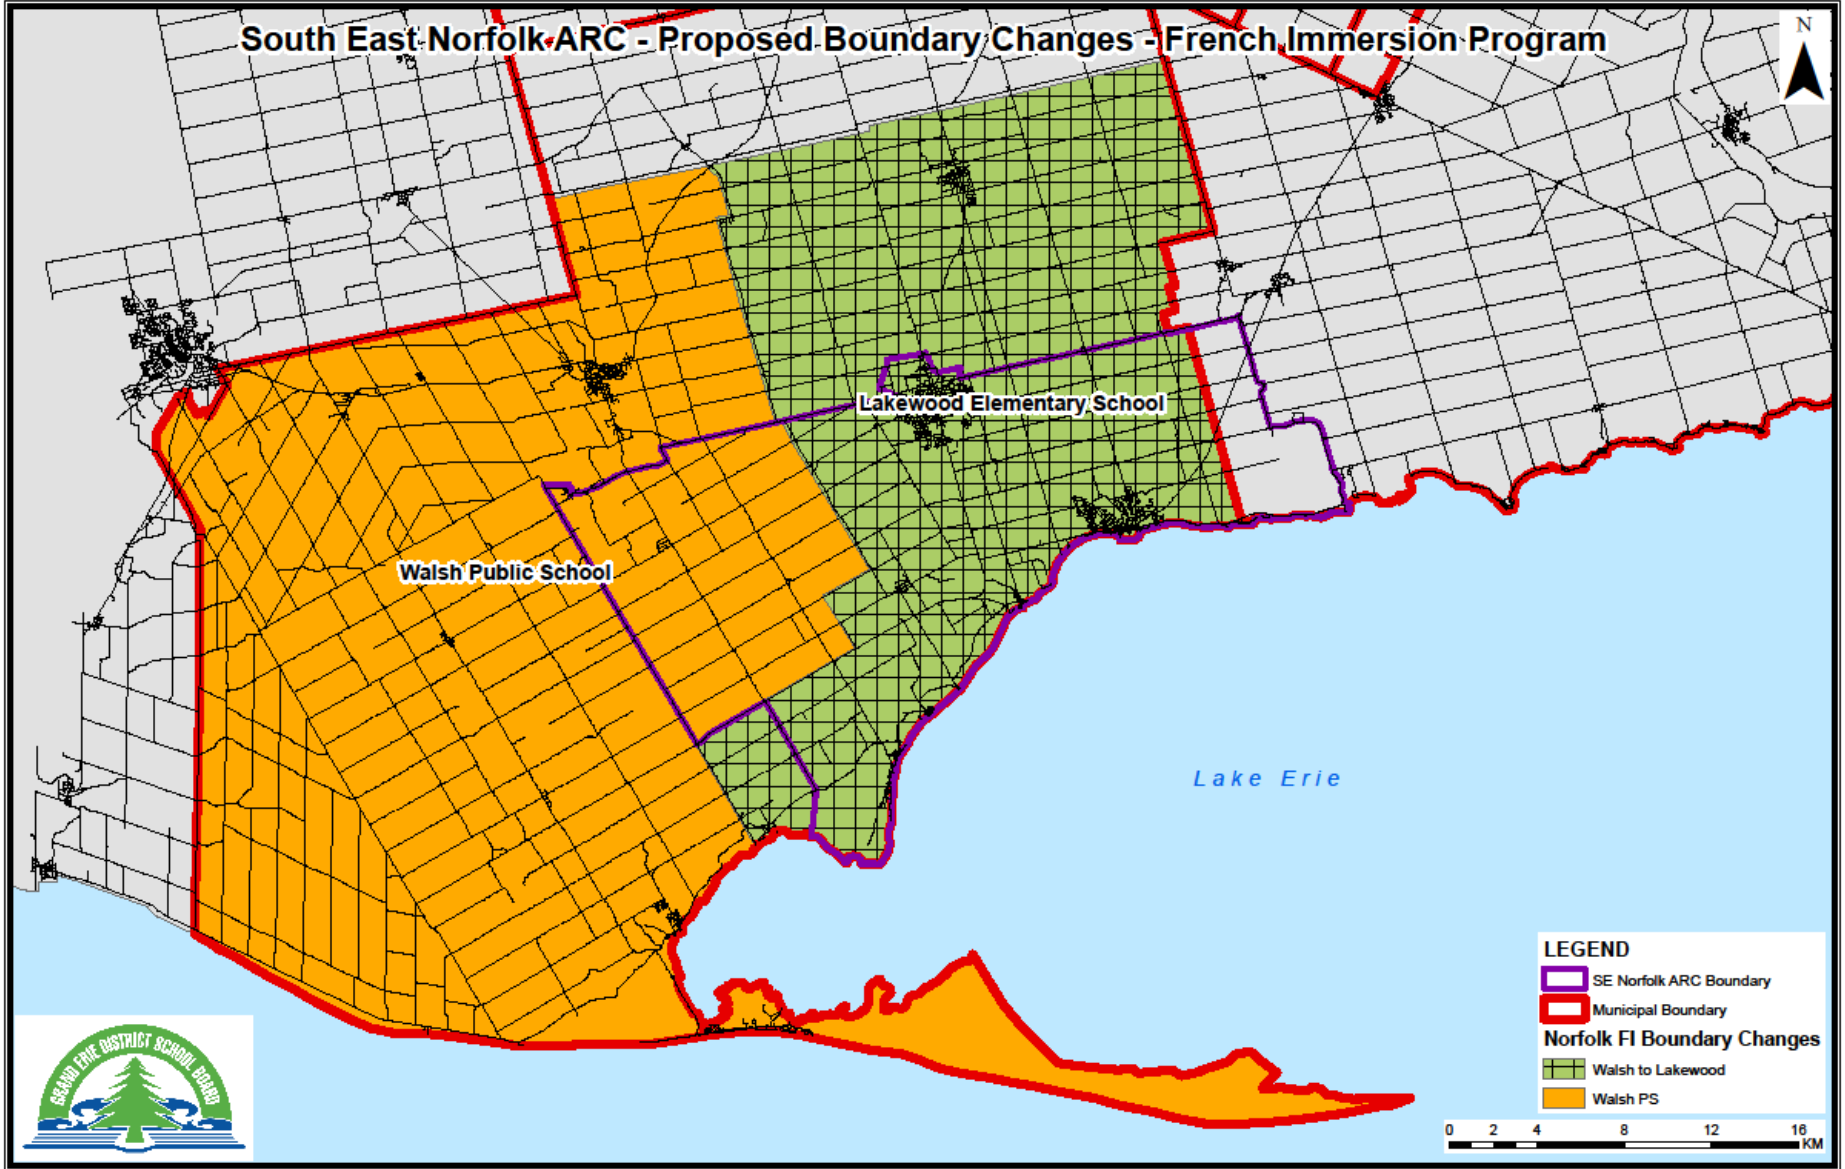 South East Norfolk ARC - Proposed Boundary Changes - French Immersion Program
N
Lakewood Elementary School
Walsh Public School
Lake Erie
LEGEND
SE Norfolk ARC Boundary
Municipal Boundary
Norfolk FI Boundary Changes
Walsh to Lakewood
Walsh PS
0 2 4 8 12 16
KM
GRAND ERIE DISTRICT SCHOOL BOARD